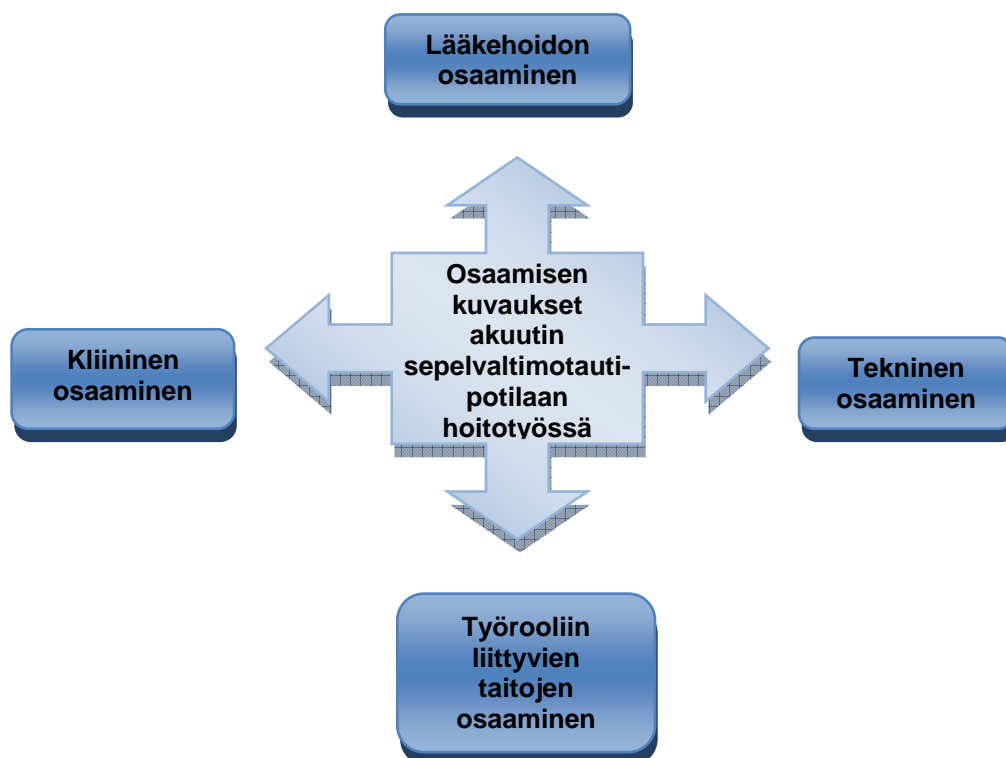 Lääkehoidon
osaaminen
Osaamisen
kuvaukset
akuutin
sepelvaltimotauti-
potilaan
hoitotyössä
Kliininen
osaaminen
Tekninen
osaaminen
Työrooliin
liittyvien
taitojen
osaaminen